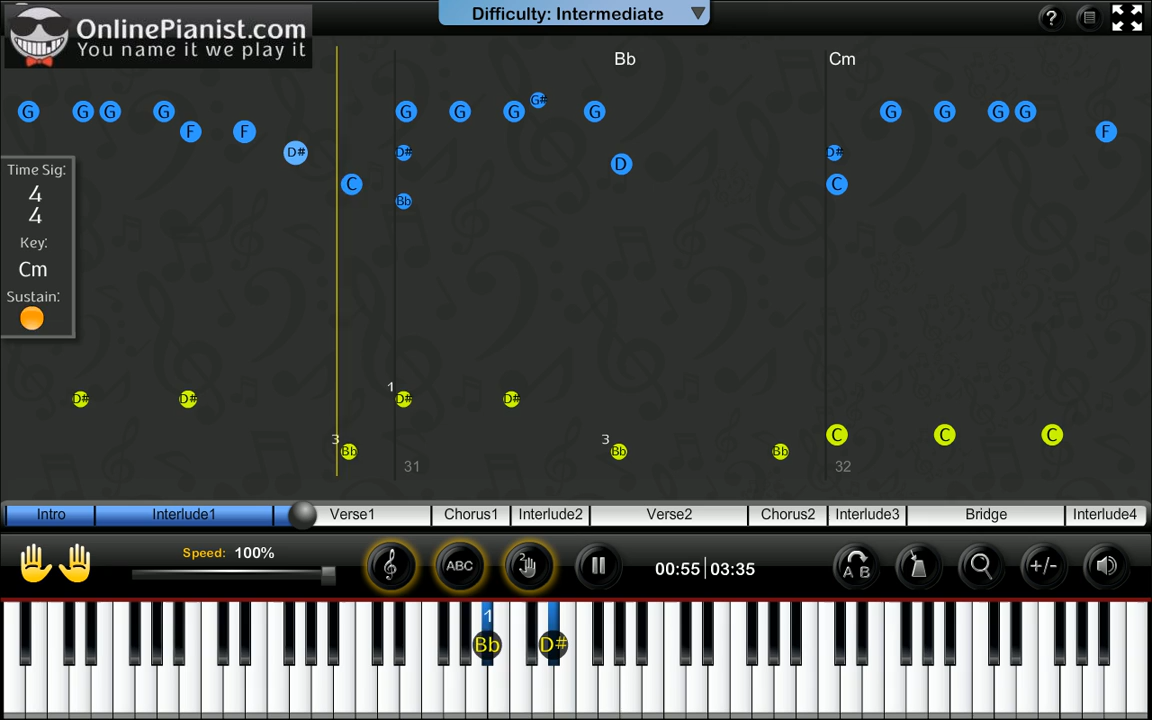 Difficulty: Intermediate
?
OnlinePianist.com
You name it we play it
Bb
Cm
G#
G G G G G G G G G G G G
F F F
D# D# D#
D
C C
Bb
Time Sig:
4
4
Key:
Cm
Sustain:
1
D# D# D# D#
C C C
3 3
Bb Bb Bb
31 32
Intro Interlude1 Verse1 Chorus1 Interlude2 Verse2 Chorus2 Interlude3 Bridge Interlude4
Speed: 100%
ABC
2
00:55 03:35
A B
+/-
1
Bb D#